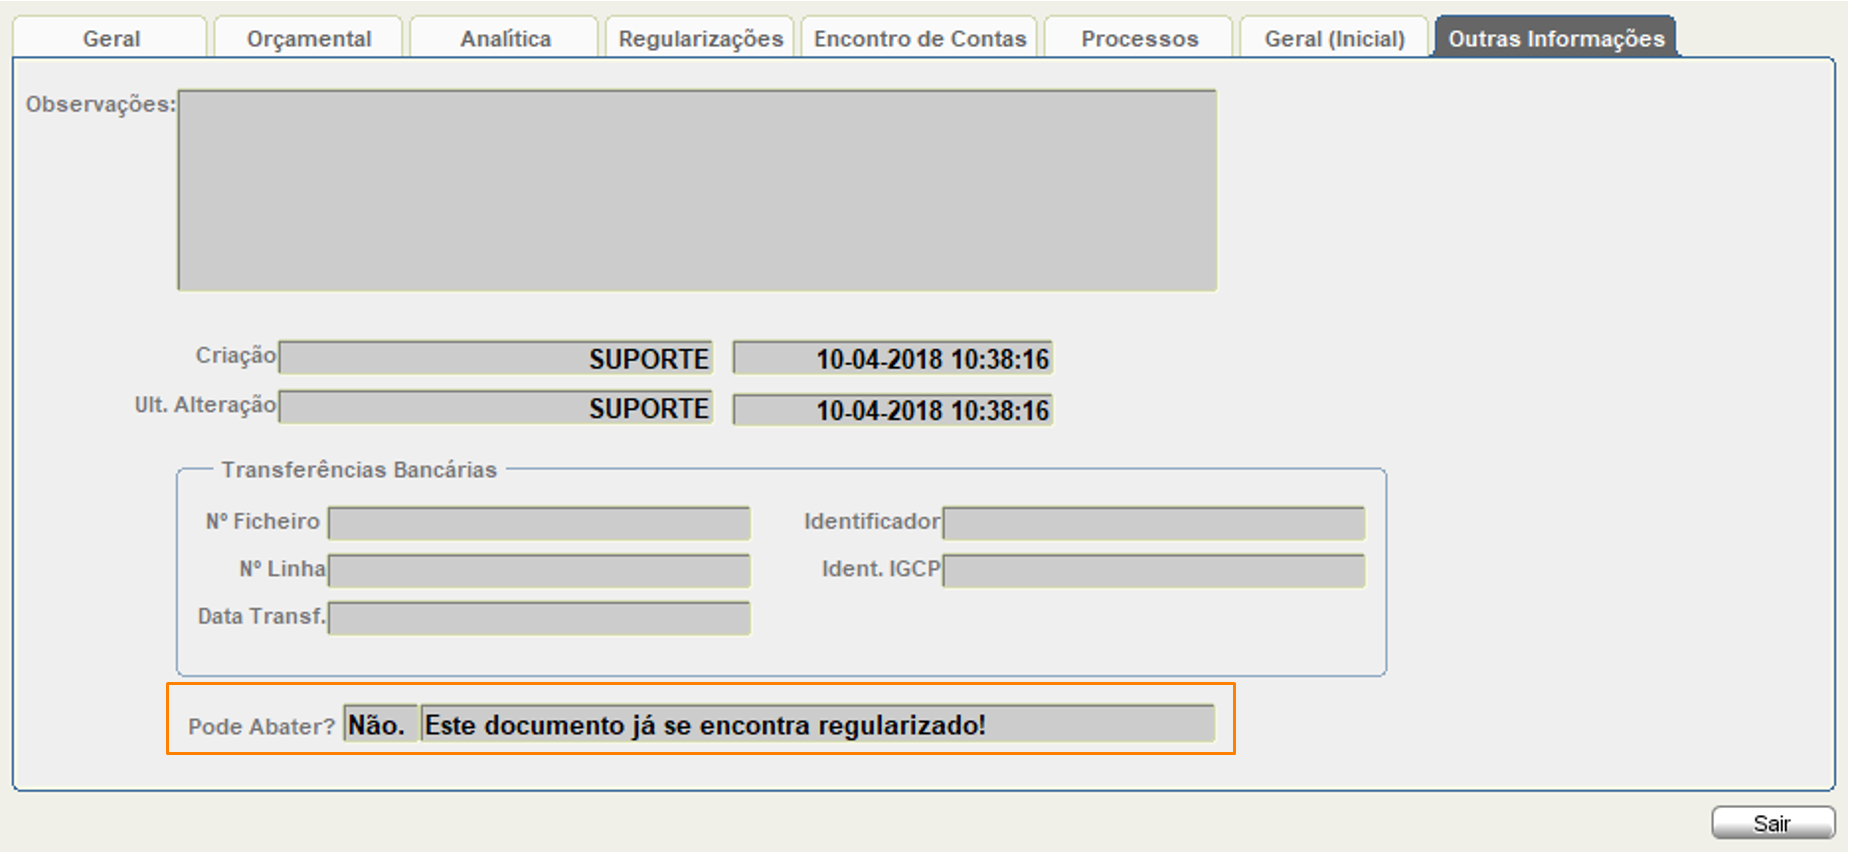 Geral Orçamental Analítica Regularizações Encontro de Contas Processos Geral (Inicial) Outras Informações
Observações:
Criação SUPORTE 10-04-2018 10:38:16
Ult. Alteração SUPORTE 10-04-2018 10:38:16
Transferências Bancárias
Nº Ficheiro Identificador
Nº Linha Ident. IGCP
Data Transf.
Pode Abater? Não. Este documento já se encontra regularizado!
Sair